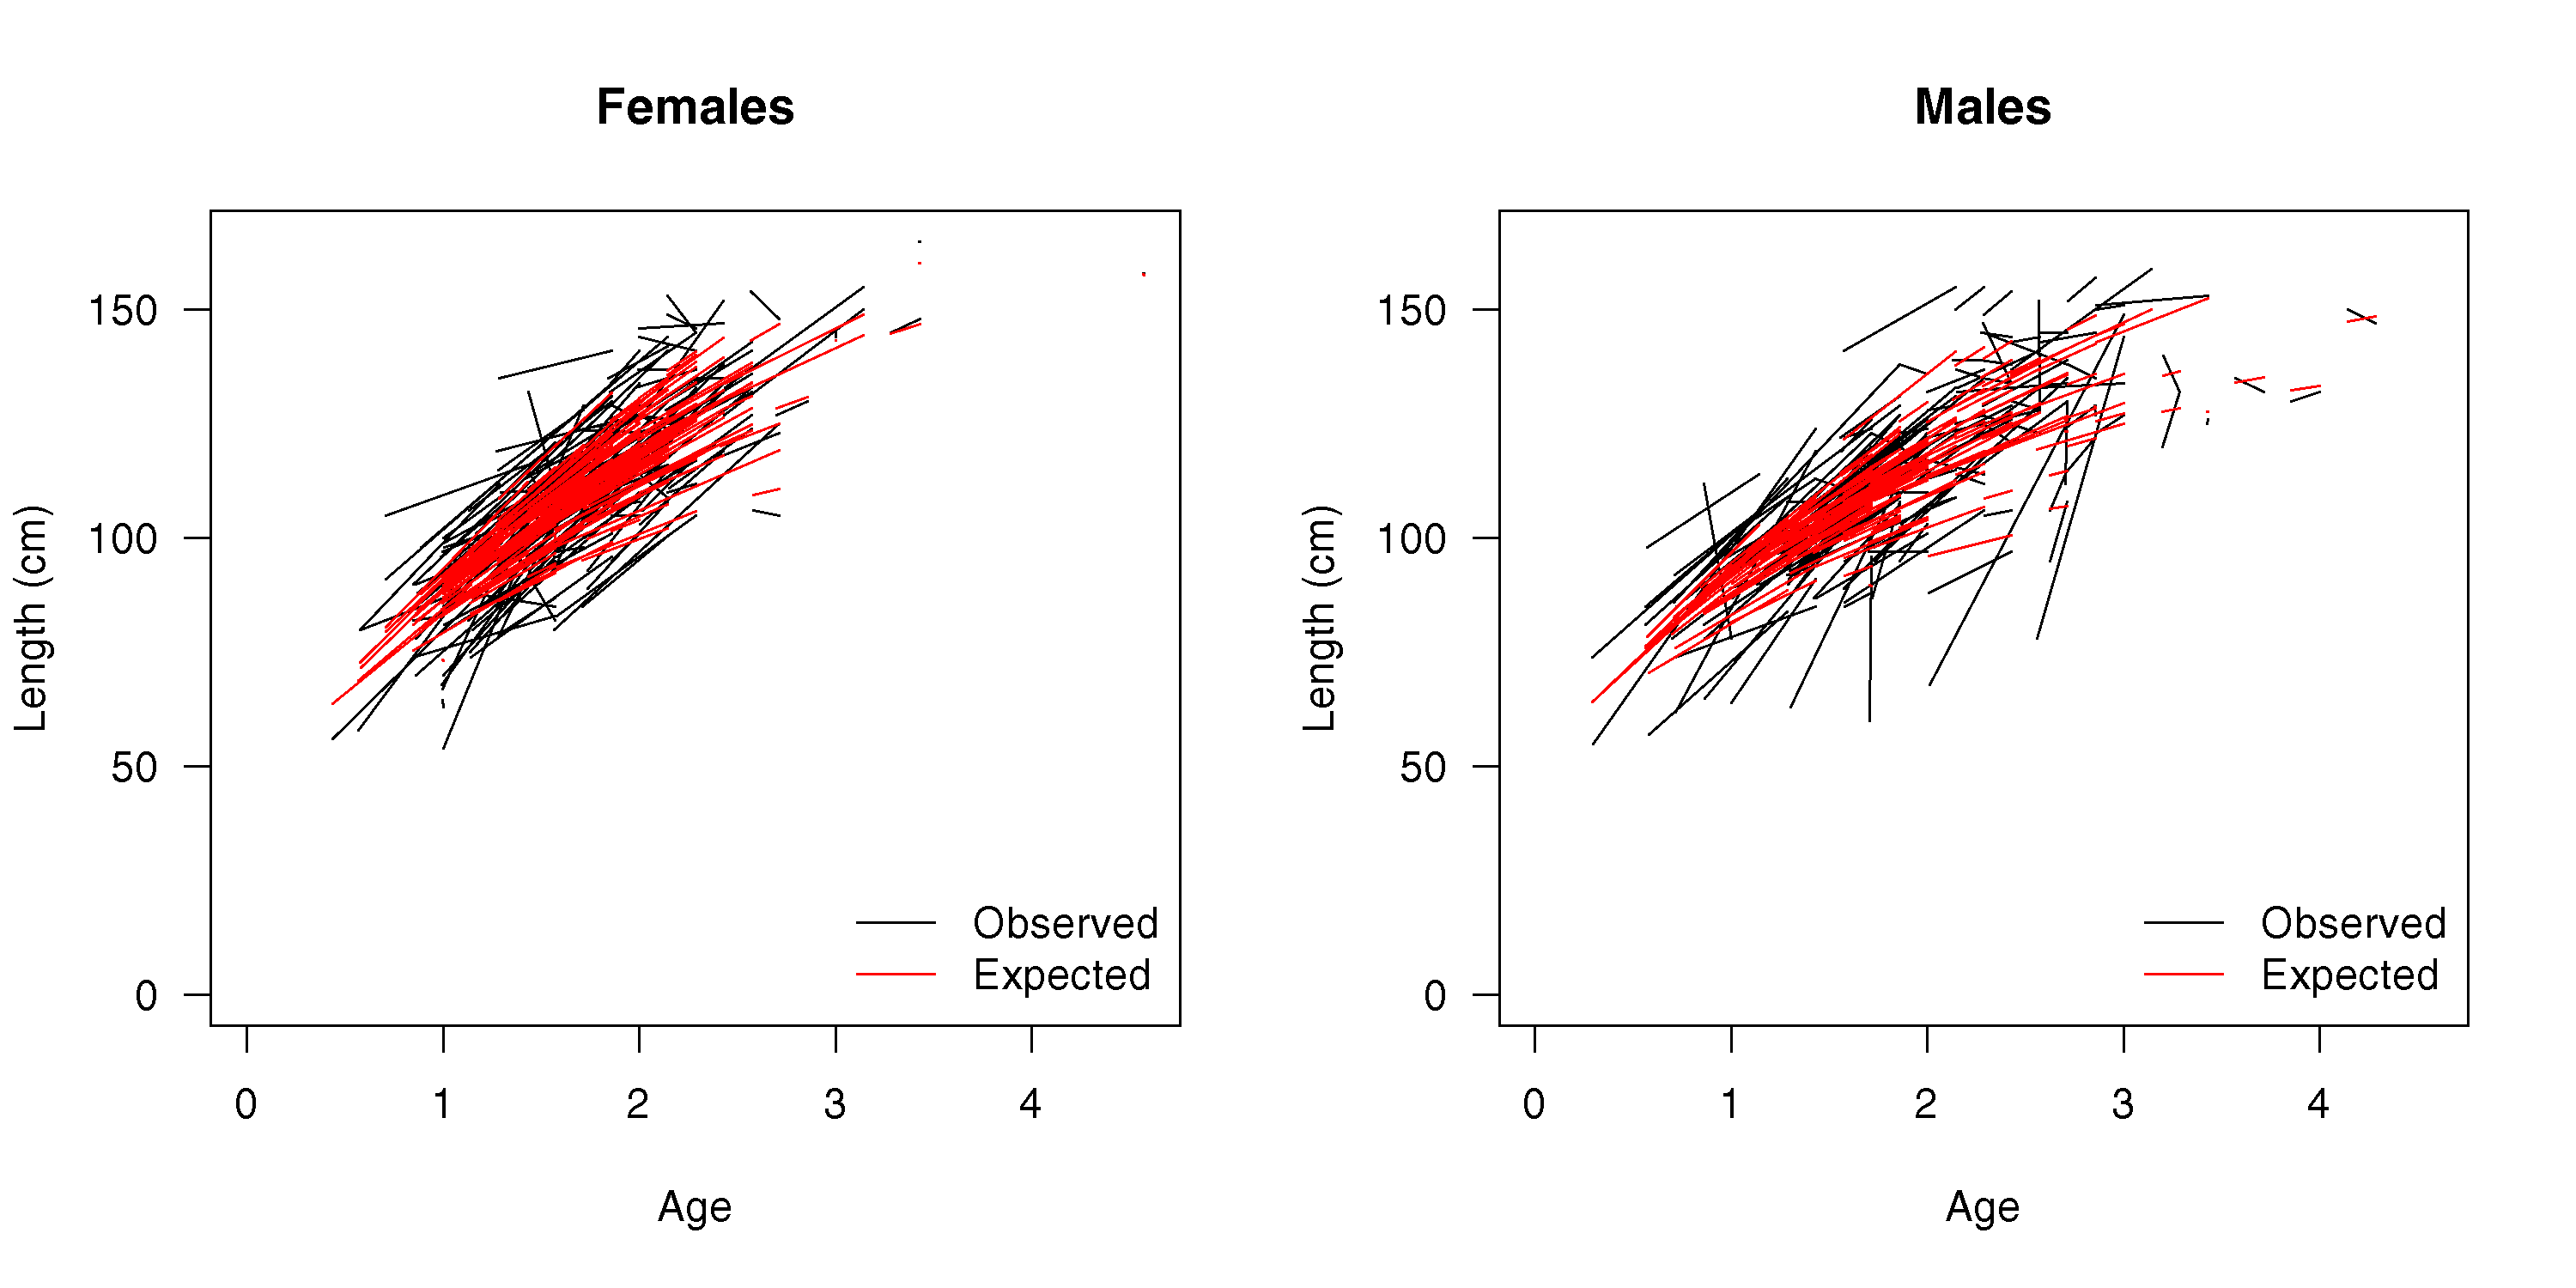 Females
Length (cm)
150
100
50
0
Observed
Expected
0 1 2 3 4
Age
Males
Length (cm)
150
100
50
0
Observed
Expected
0 1 2 3 4
Age